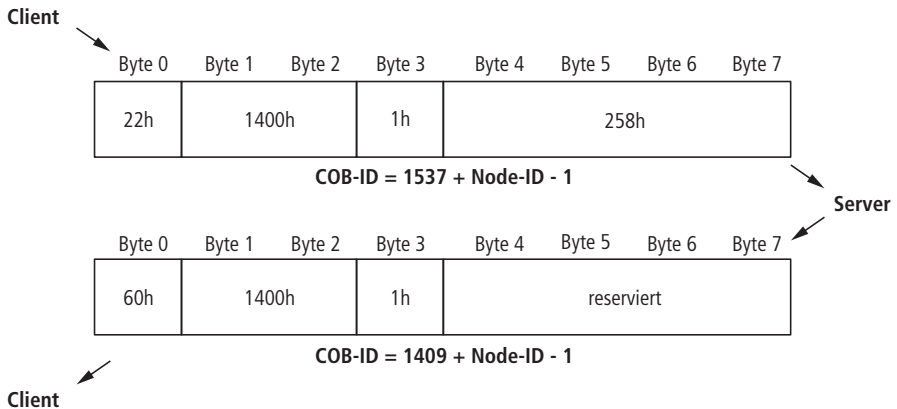 Client
Byte 0 Byte 1 Byte 2 Byte 3 Byte 4 Byte 5 Byte 6 Byte 7
22h 1400h 1h 258h
COB-ID = 1537 + Node-ID - 1
Server
Byte 0 Byte 1 Byte 2 Byte 3 Byte 4 Byte 5 Byte 6 Byte 7
60h 1400h 1h reserviert
COB-ID = 1409 + Node-ID - 1
Client